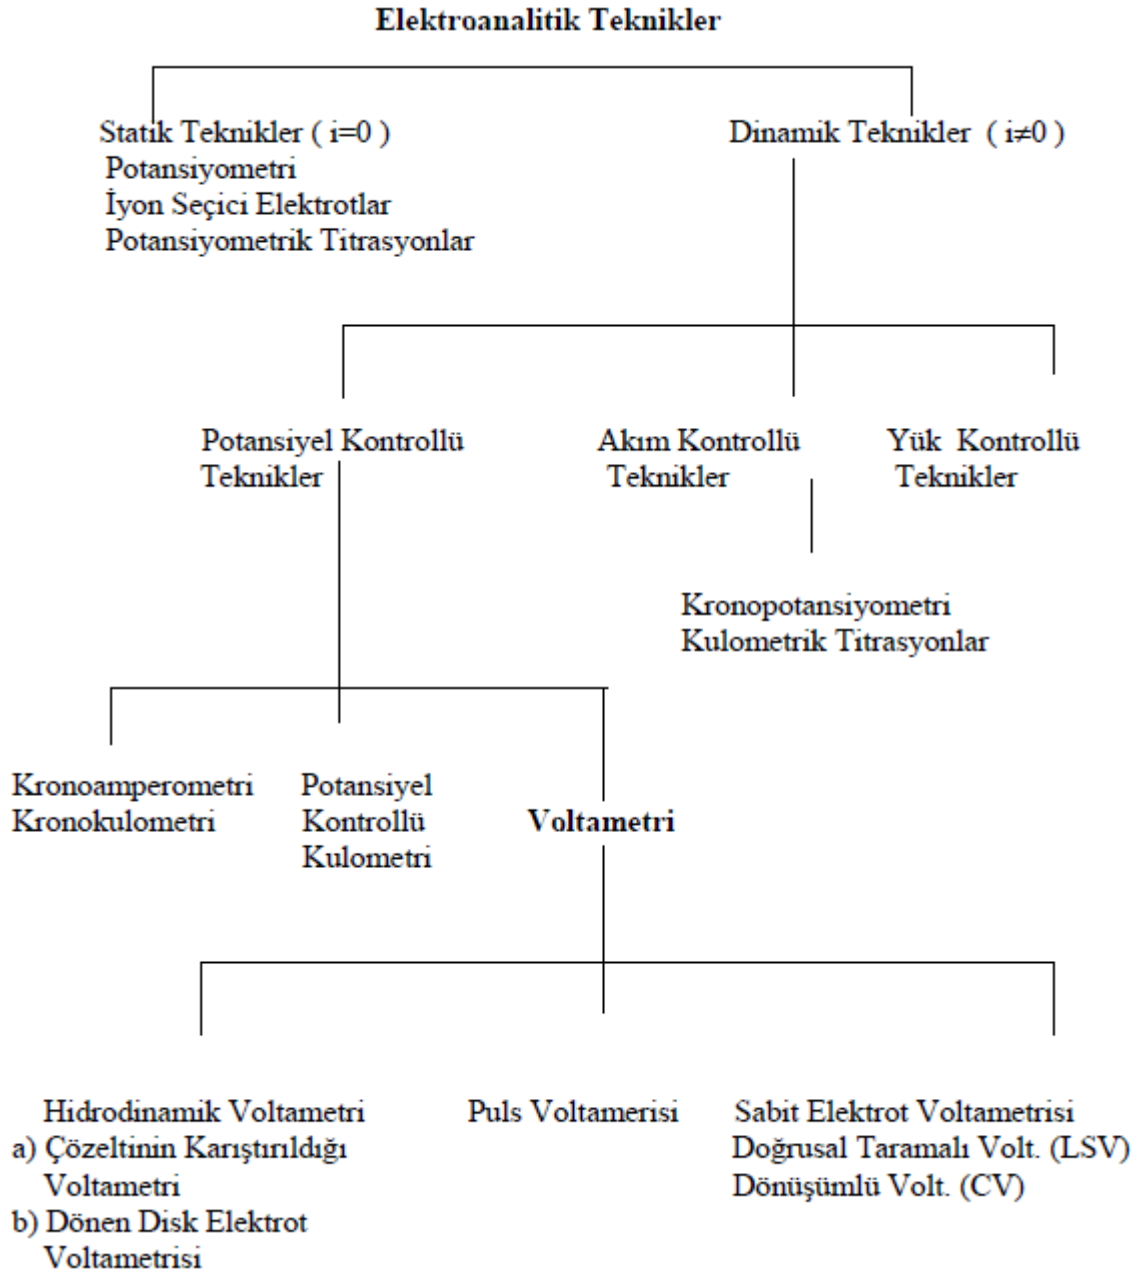 Elektroanalitik Teknikler
Statik Teknikler ( i=0 )
Potansiyometri
İyon Seçici Elektrotlar
Potansiyometrik Titrasyonlar
Dinamik Teknikler ( i≠0 )
Potansiyel Kontrollü
Teknikler
Akım Kontrollü
Teknikler
Yük Kontrollü
Teknikler
Kronopotansiyometri
Kulometrik Titrasyonlar
Kronoamperometri
Kronokulometri
Potansiyel
Kontrollü
Kulometri
Voltametri
Hidrodinamik Voltametri
a) Çözeltinin Karıştırıldığı
Voltametri
b) Dönen Disk Elektrot
Voltametrisi
Puls Voltamerisi
Sabit Elektrot Voltametrisi
Doğrusal Taramalı Volt. (LSV)
Dönüşümlü Volt. (CV)